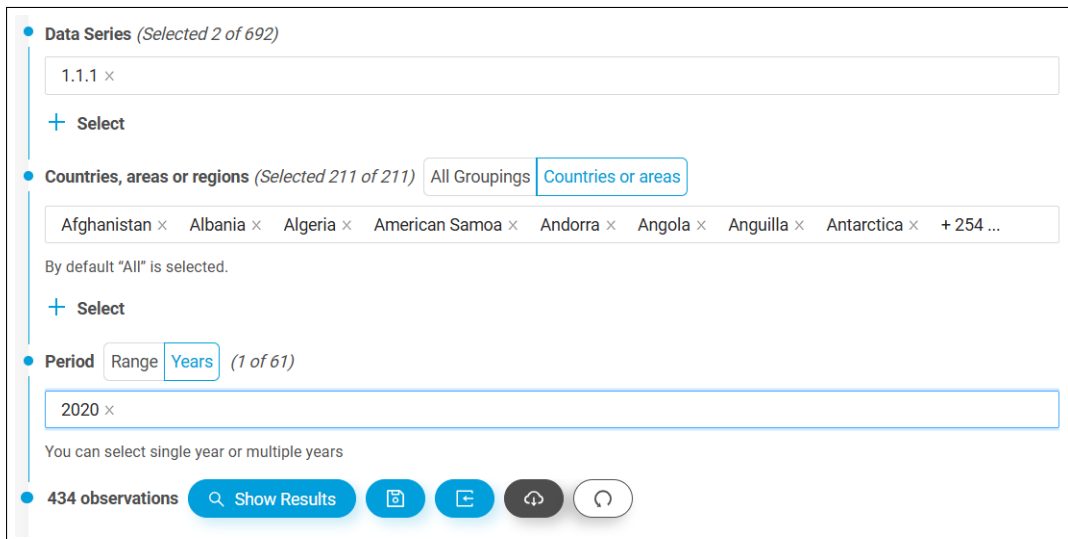 Data Series (Selected 2 of 692)
1.1.1 ×
+ Select
Countries, areas or regions (Selected 211 of 211) All Groupings Countries or areas
Afghanistan × Albania × Algeria × American Samoa × Andorra × Angola × Anguilla × Antarctica × + 254 ...
By default “All” is selected.
+ Select
Period Range Years (1 of 61)
2020 ×
You can select single year or multiple years
434 observations Show Results